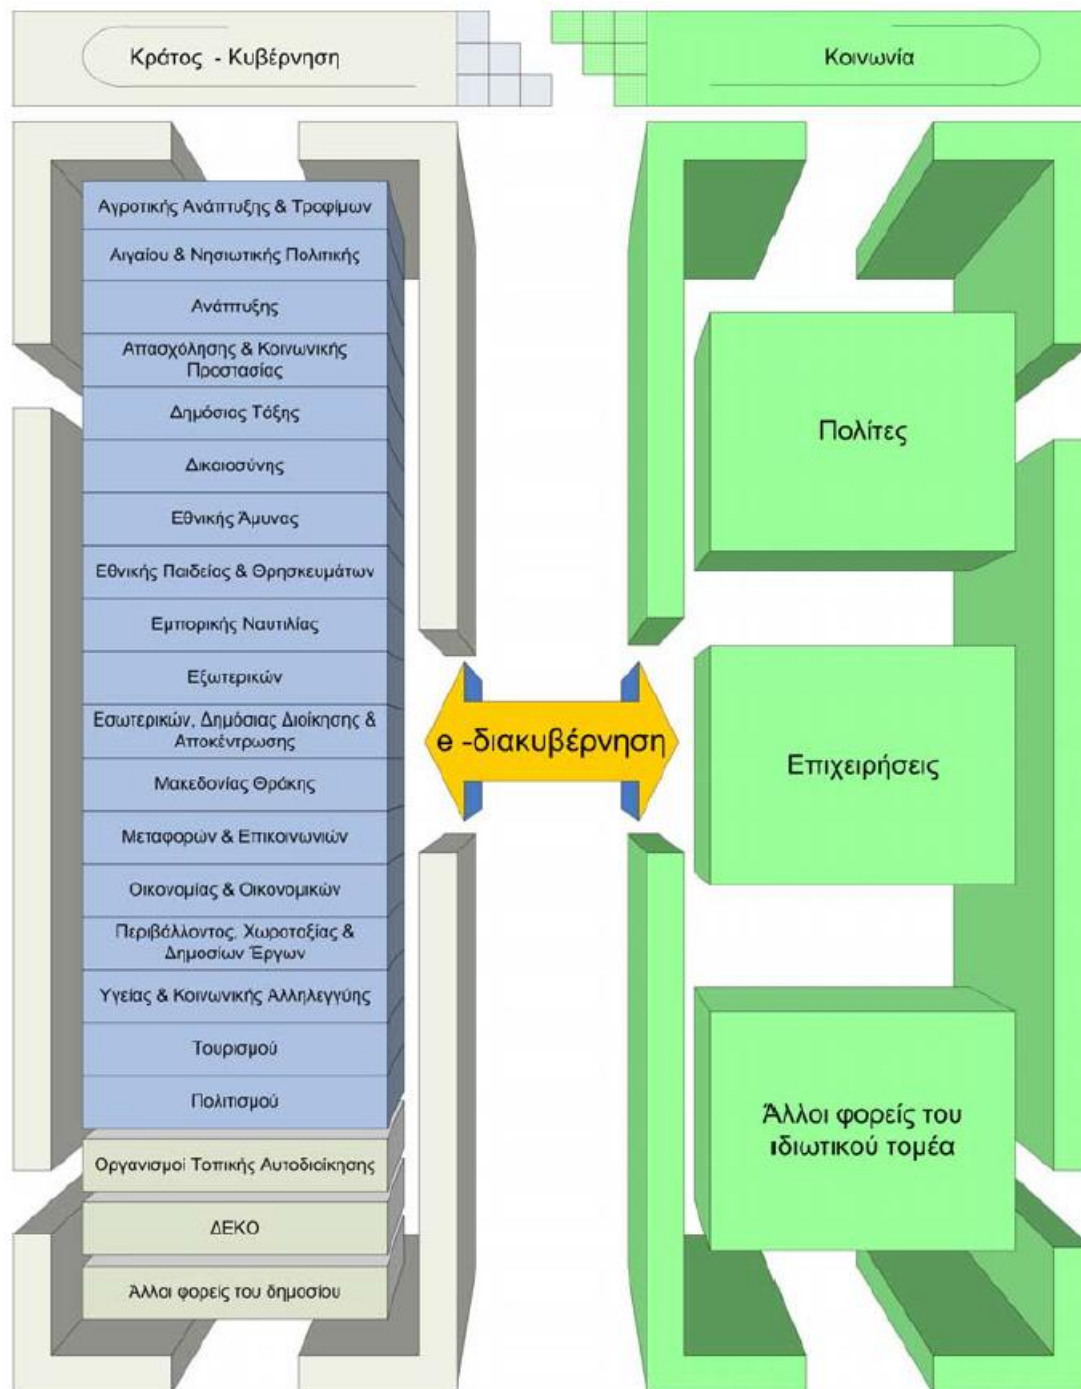 Κράτος - Κυβέρνηση
Κοινωνία
Αγροτικής Ανάπτυξης & Τροφίμων
Αιγαίου & Νησιωτικής Πολιτικής
Ανάπτυξης
Απασχόλησης & Κοινωνικής
Προστασίας
Δημόσιας Τάξης
Δικαιοσύνης
Εθνικής Άμυνας
Εθνικής Παιδείας & Θρησκευμάτων
Εμπορικής Ναυτιλίας
Εξωτερικών
Εσωτερικών, Δημόσιας Διοίκησης &
Αποκέντρωσης
Μακεδονίας Θράκης
Μεταφορών & Επικοινωνιών
Οικονομίας & Οικονομικών
Περιβάλλοντος, Χωροταξίας &
Δημοσίων Έργων
Υγείας & Κοινωνικής Αλληλεγγύης
Τουρισμού
Πολιτισμού
Οργανισμοί Τοπικής Αυτοδιοίκησης
ΔΕΚΟ
Άλλοι φορείς του δημοσίου
e -διακυβέρνηση
Πολίτες
Επιχειρήσεις
Άλλοι φορείς του
ιδιωτικού τομέα